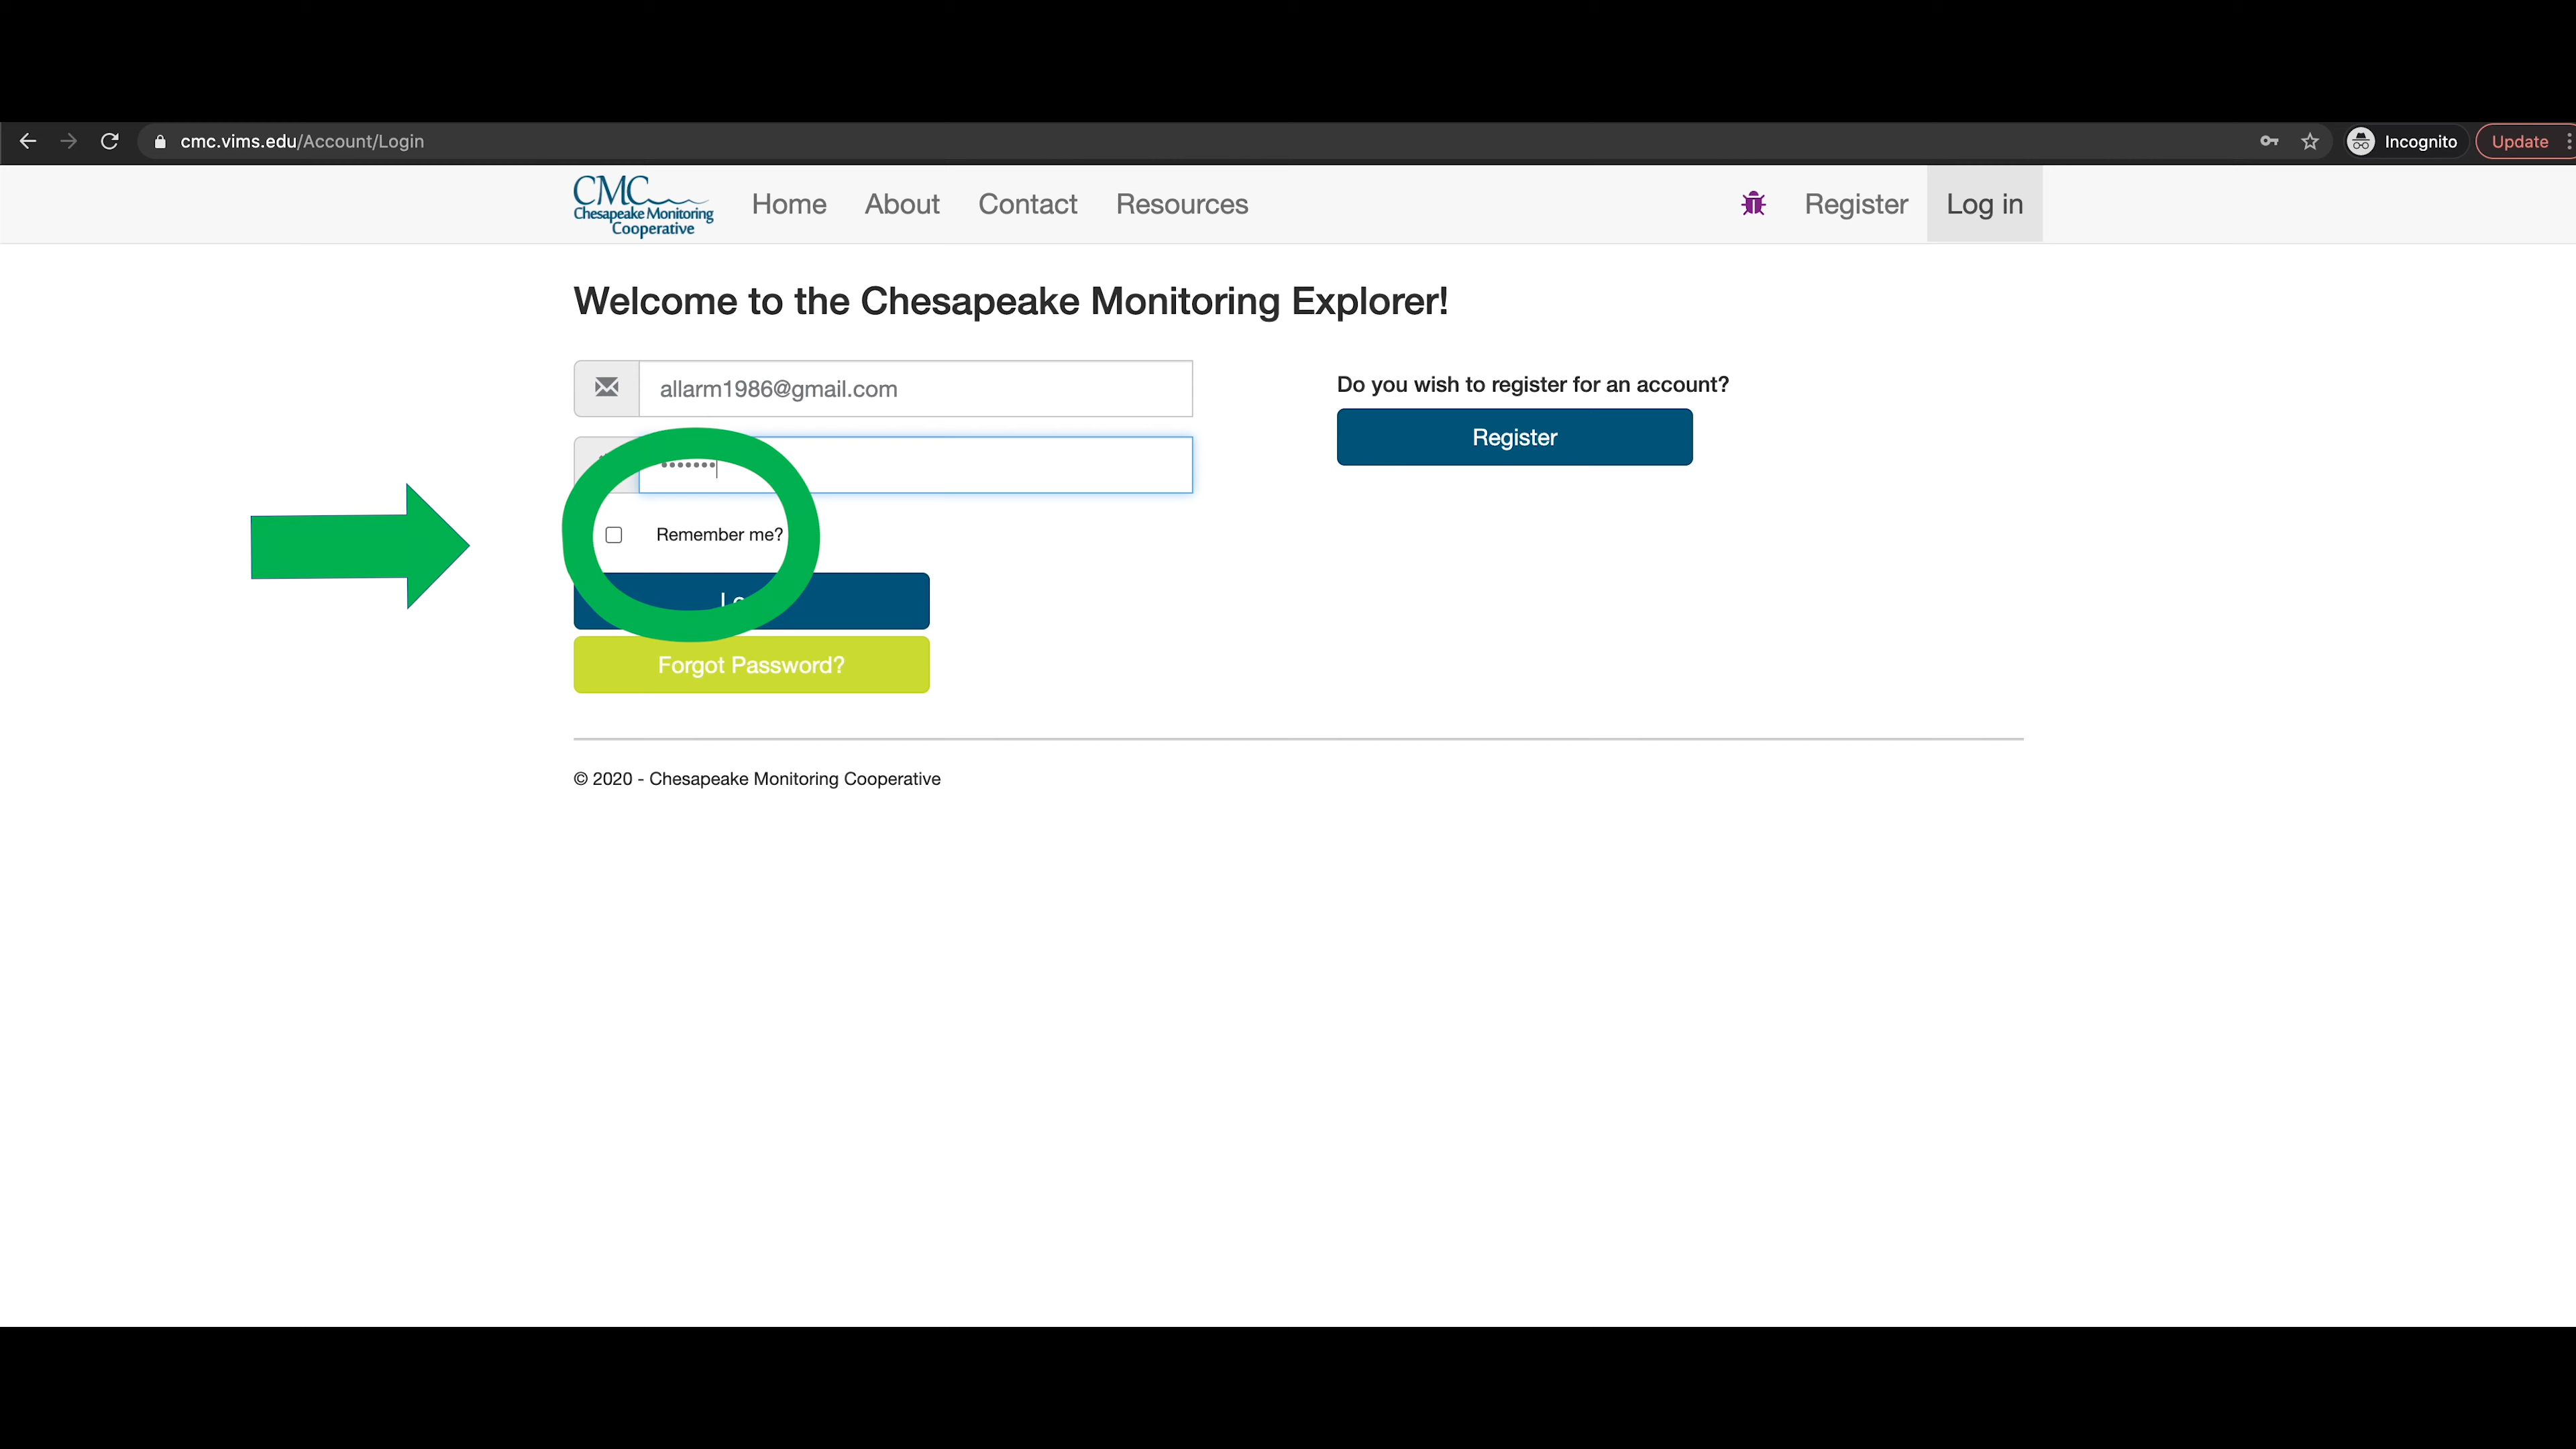 cmc.vims.edu/Account/Login
Incognito
Update
CMC
Chesapeake Monitoring
Cooperative
Home
About
Contact
Resources
Register
Log in
Welcome to the Chesapeake Monitoring Explorer!
allarm1986@gmail.com
Do you wish to register for an account?
Register
•••••••
Remember me?
Forgot Password?
© 2020 - Chesapeake Monitoring Cooperative